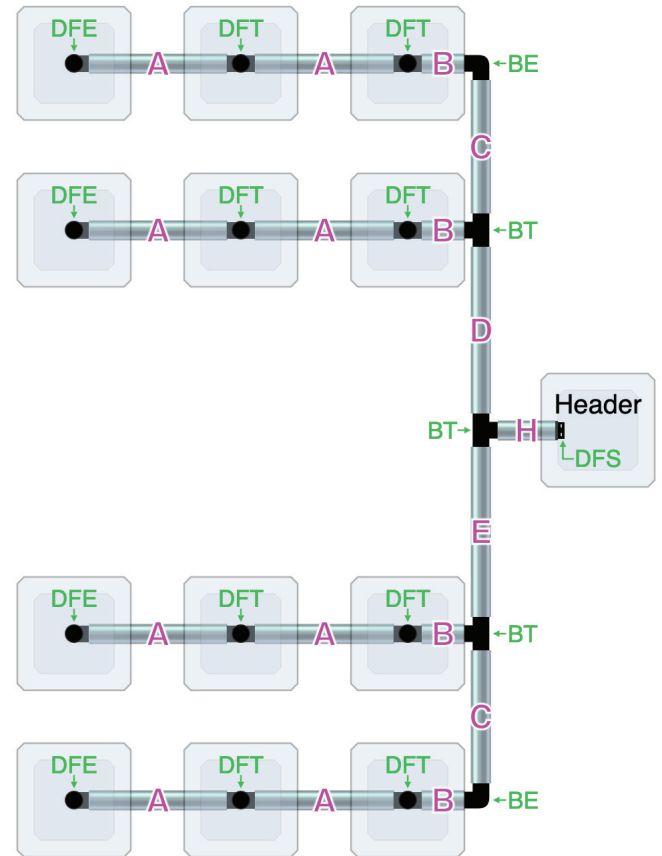 DFE DFT DFT
A A B BE
C
DFE DFT DFT
A A B BT
D
Header
BT H
DFS
E
DFE DFT DFT
A A B BT
C
DFE DFT DFT
A A B BE